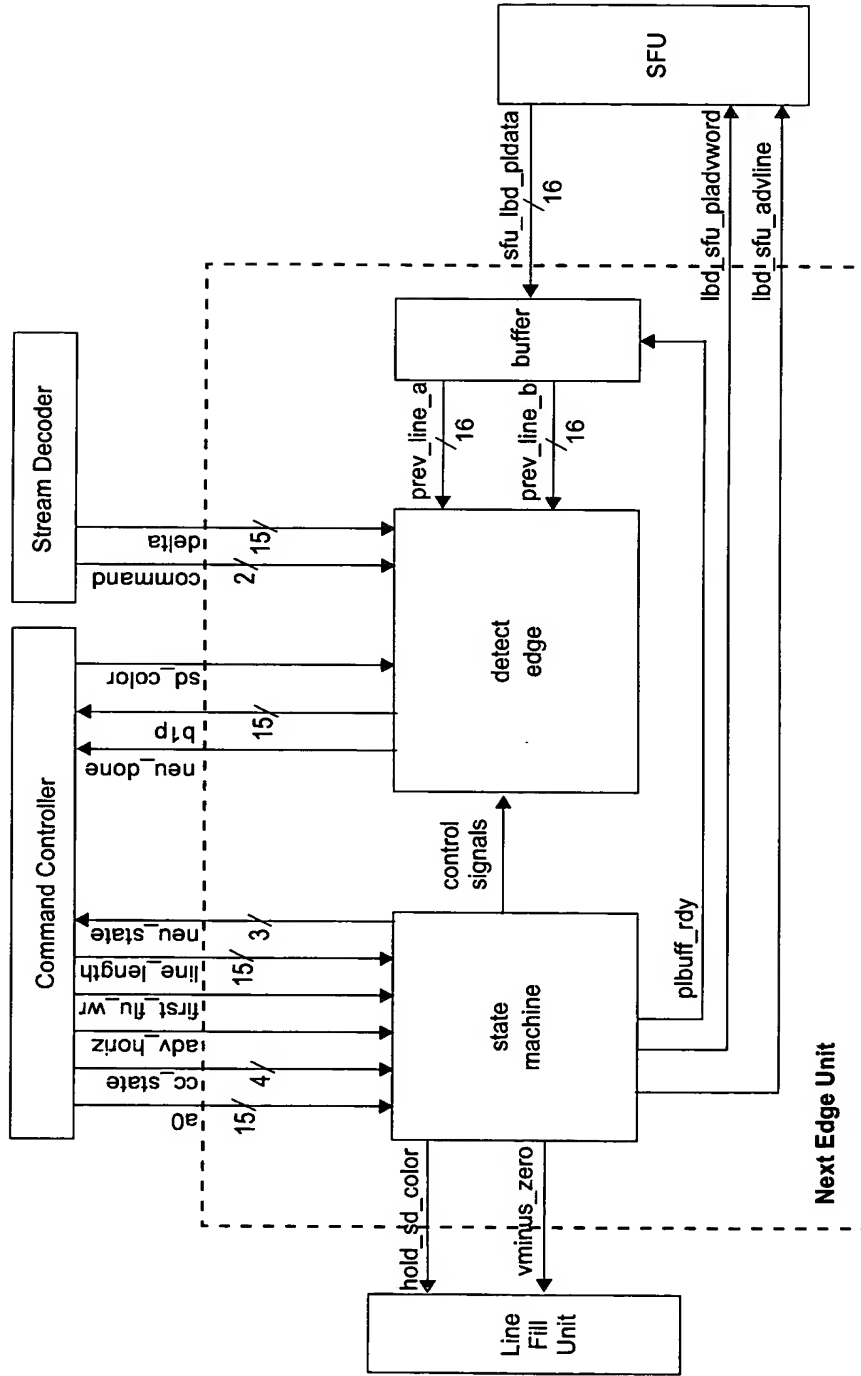 Command Controller
Stream Decoder
a0
15
cc_state
4
adv_horiz
first_flu_wr
line_length
15
neu_state
3
neu_done
b1p
15
sd_color
command
2
delta
15
Line
Fill
Unit
hold_sd_color
vminus_zero
state
machine
control
signals
detect
edge
prev_line_a
16
prev_line_b
16
buffer
sfu_lbd_pldata
16
SFU
lbd_sfu_pladvword
lbd_sfu_advline
plbuff_rdy
Next Edge Unit